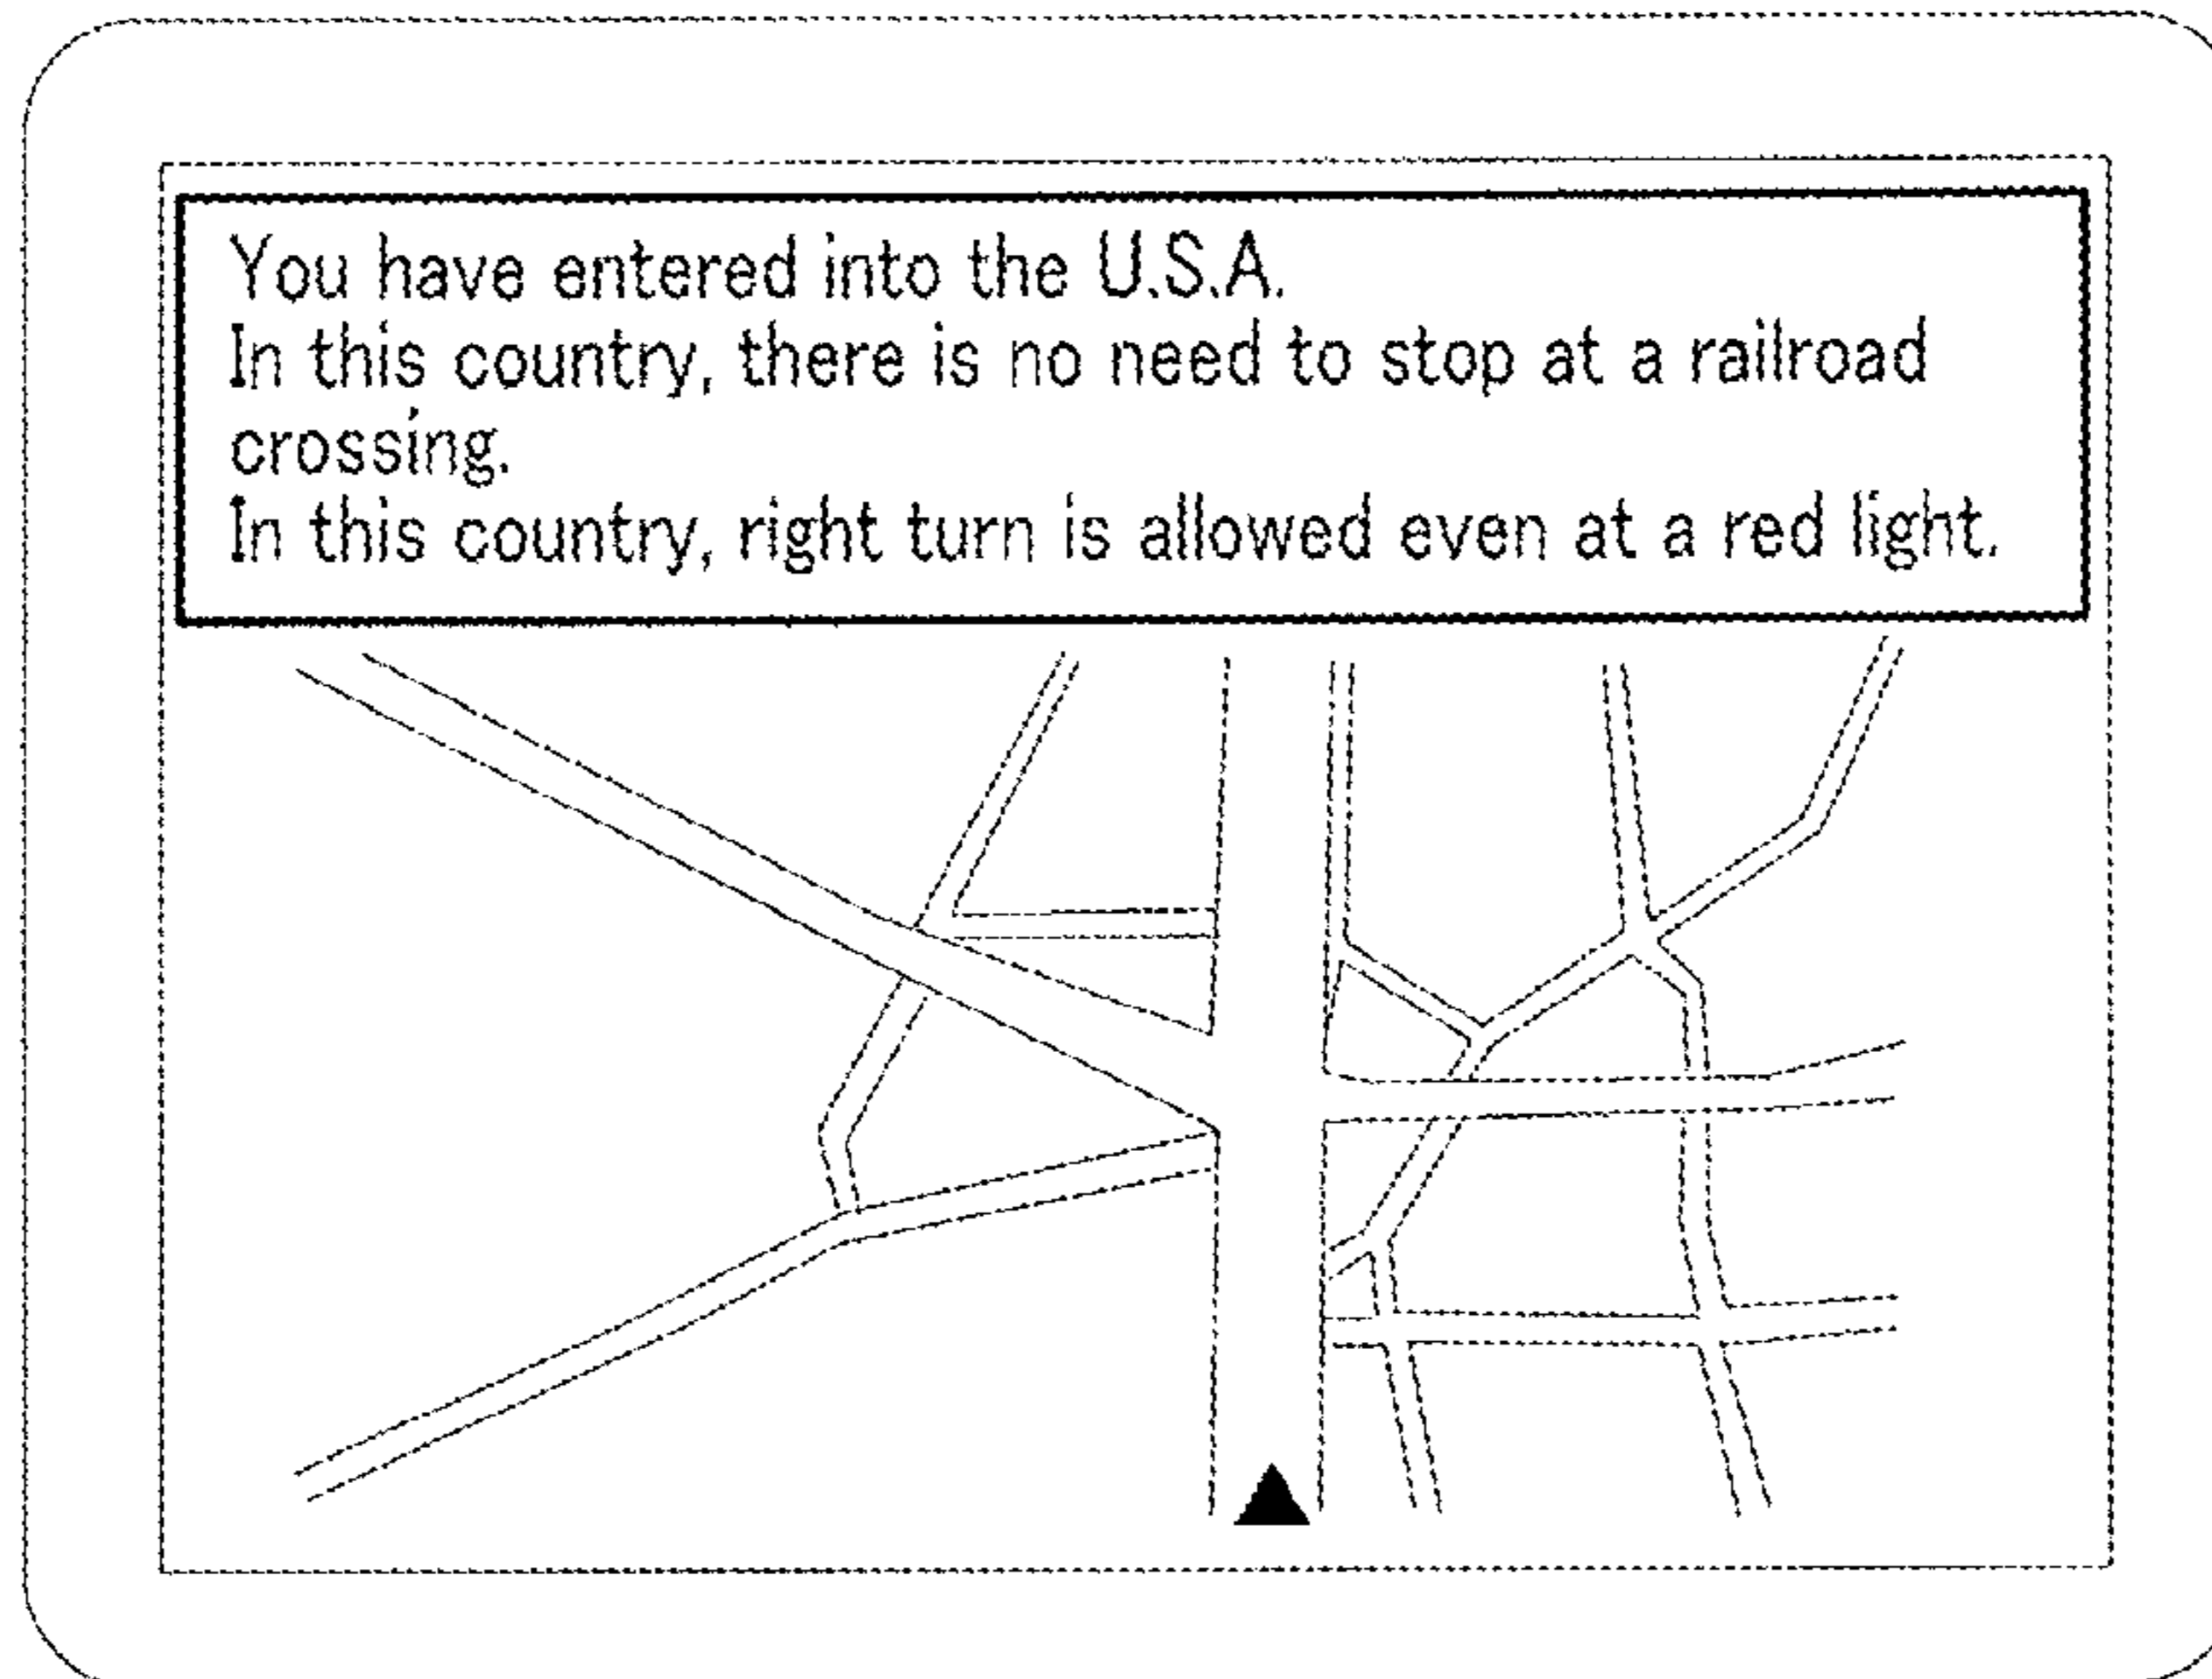 You have entered into the U.S.A.
In this country, there is no need to stop at a railroad
crossing.
In this country, right turn is allowed even at a red light.